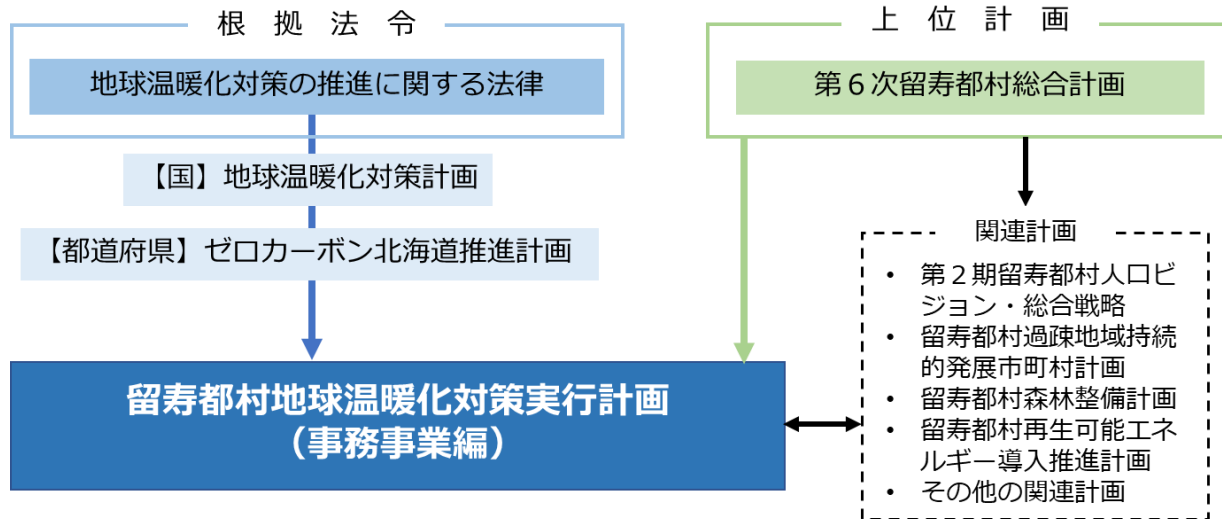 根 拠 法 令
地球温暖化対策の推進に関する法律
【国】地球温暖化対策計画
【都道府県】ゼロカーボン北海道推進計画
上 位 計 画
第６次留寿都村総合計画
留寿都村地球温暖化対策実行計画
（事務事業編）
関連計画
• 第２期留寿都村人口ビ
ジョン・総合戦略
• 留寿都村過疎地域持続
的発展市町村計画
• 留寿都村森林整備計画
• 留寿都村再生可能エネ
ルギー導入推進計画
• その他の関連計画